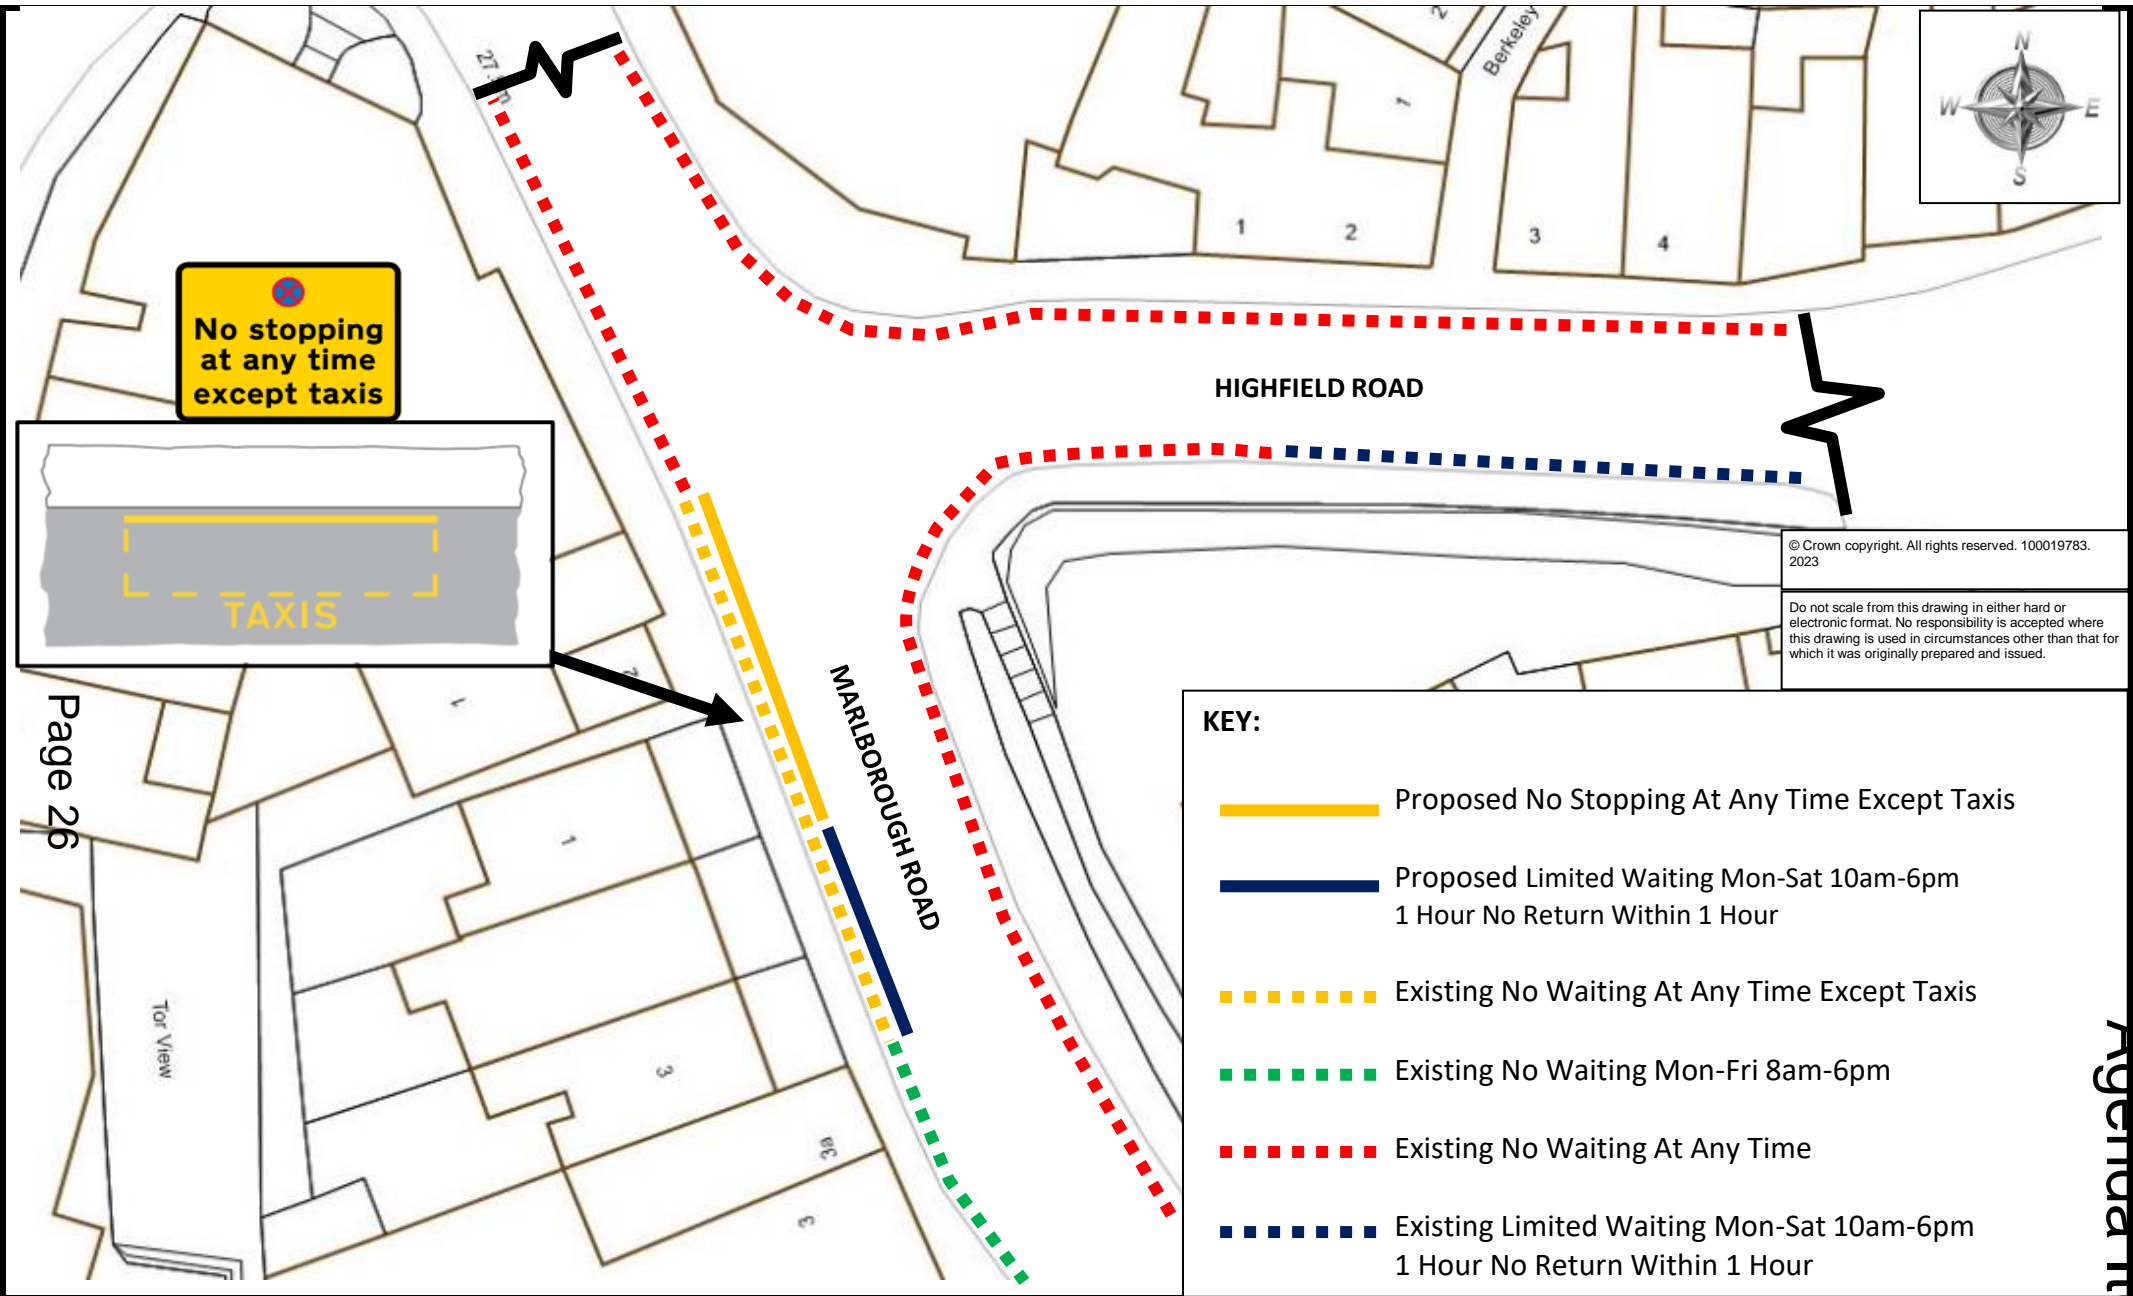 27.
m
2
Berkeley
1
N
W
E
S
1
2
3
4
No stopping
at any time
except taxis
HIGHFIELD ROAD
TAXIS
© Crown copyright. All rights reserved. 100019783.
2023
Do not scale from this drawing in either hard or
electronic format. No responsibility is accepted where
this drawing is used in circumstances other than that for
which it was originally prepared and issued.
Page 26
1
2
MARLBOROUGH ROAD
1
Tor View
3
3a
3
KEY:
Proposed No Stopping At Any Time Except Taxis
Proposed Limited Waiting Mon-Sat 10am-6pm
1 Hour No Return Within 1 Hour
Existing No Waiting At Any Time Except Taxis
Existing No Waiting Mon-Fri 8am-6pm
Existing No Waiting At Any Time
Existing Limited Waiting Mon-Sat 10am-6pm
1 Hour No Return Within 1 Hour
Agenda It